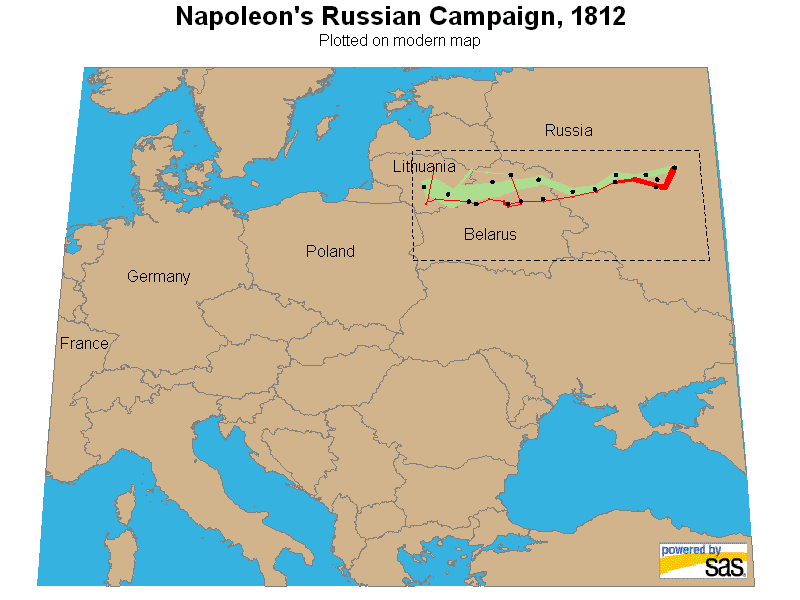 Napoleon's Russian Campaign, 1812
Plotted on modern map
Russia
Lithuania
Belarus
Poland
Germany
France
powered by
sas.